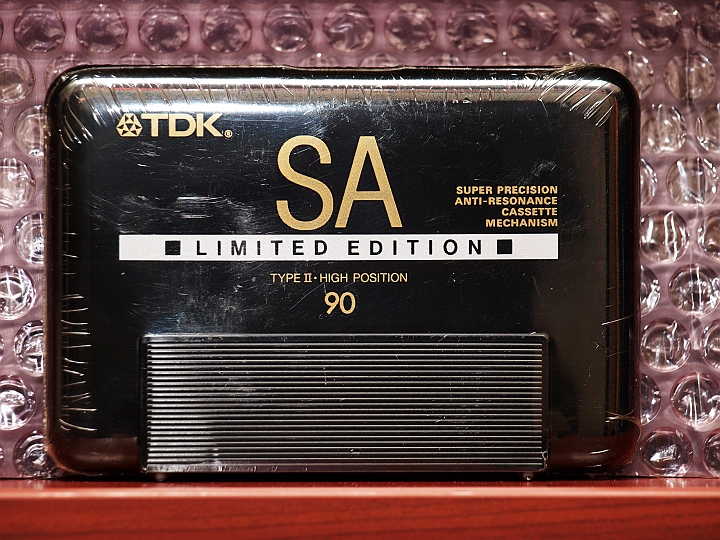 TDK®
SA
SUPER PRECISION
ANTI-RESONANCE
CASSETTE
MECHANISM
■ LIMITED EDITION ■
TYPE II · HIGH POSITION
90